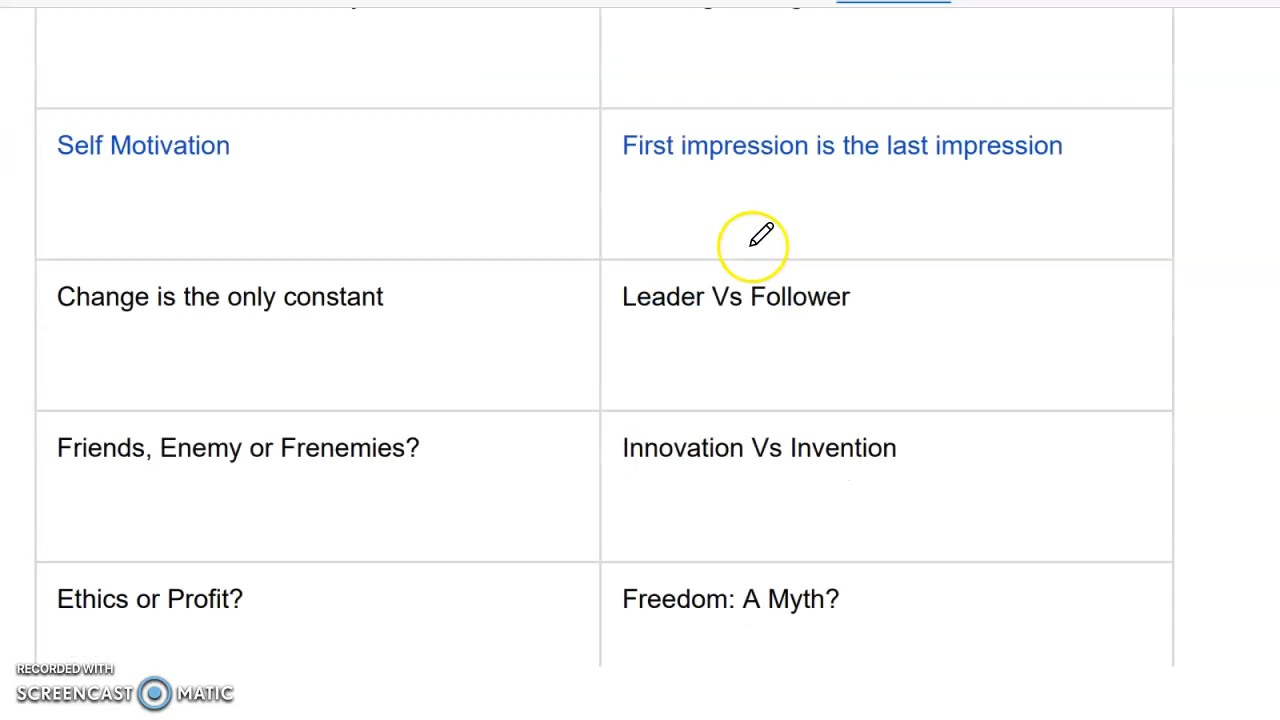 Self Motivation
First impression is the last impression
Change is the only constant
Leader Vs Follower
Friends, Enemy or Frenemies?
Innovation Vs Invention
Ethics or Profit?
Freedom: A Myth?
RECORDED WITH
SCREENCAST MATIC